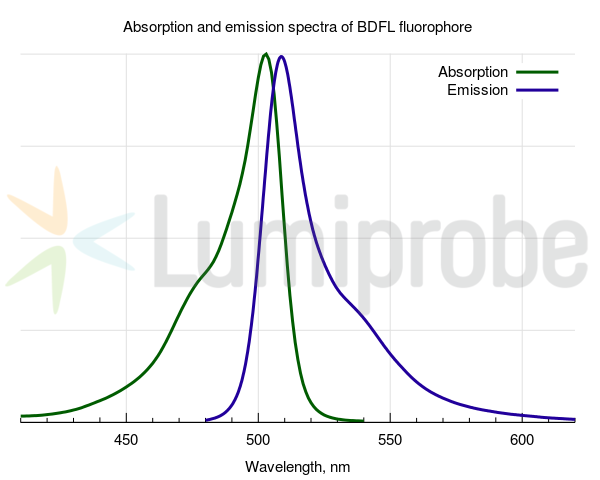 Absorption and emission spectra of BDFL fluorophore
Absorption
Emission
Lumiprobe
450 500 550 600
Wavelength, nm